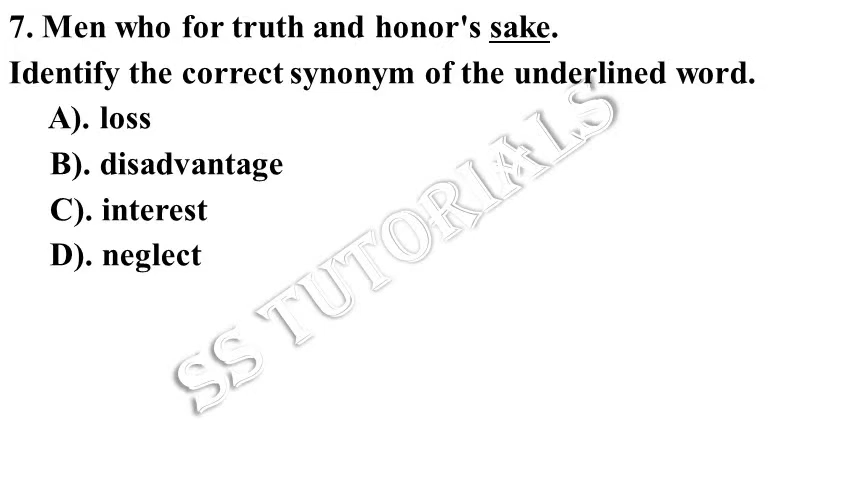 7. Men who for truth and honor's sake.
Identify the correct synonym of the underlined word.
A). loss
B). disadvantage
C). interest
D). neglect
SS TUTORIALS